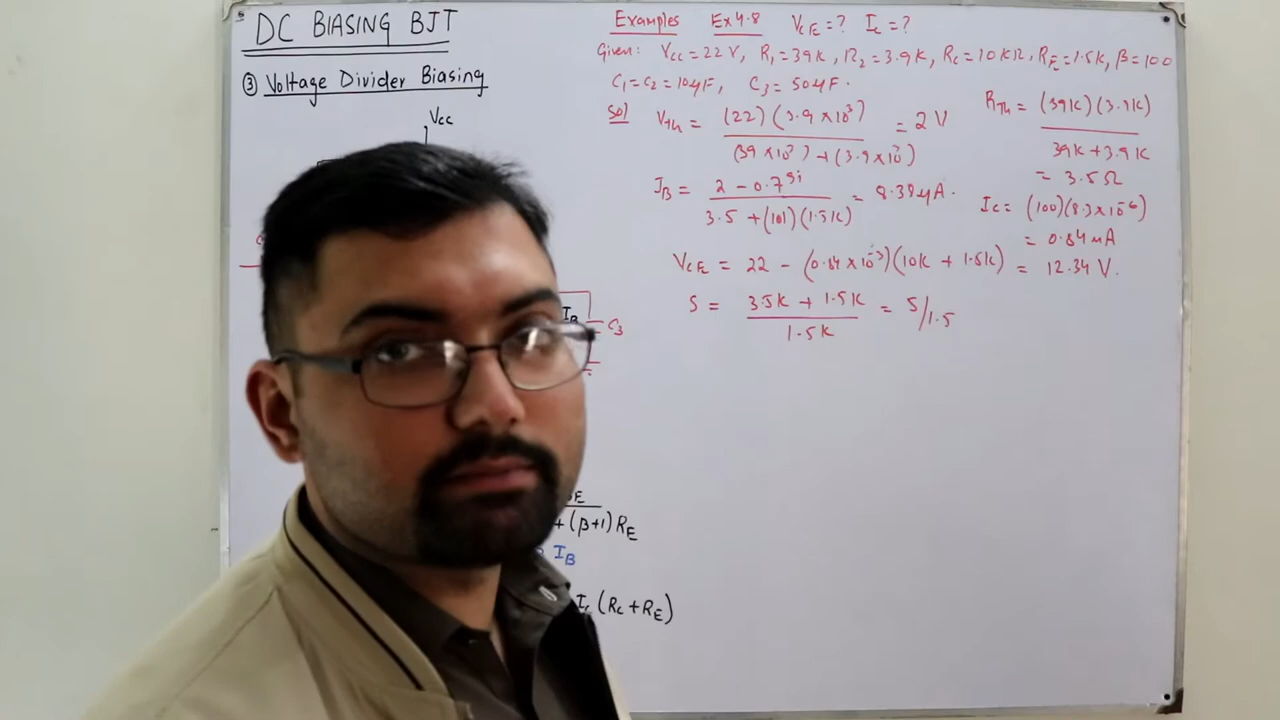 DC BIASING BJT
③ Voltage Divider Biasing
Vcc
IB
C3
E
+ (β+1) RE
IB
Ic (Rc + RE)
Examples Ex 4.8 VCE = ? Ic = ?
Given: Vcc = 22 V, R1 = 39K, R2 = 3.9K, Rc = 10 KΩ, RE = 1.5K, β = 100
C1 = C2 = 10μF, C3 = 50μF.
Sol
VTh = (22) (3.9 x 10³) / (39 x 10³) + (3.9 x 10³) = 2 V
RTh = (39K) (3.9K) / 39K + 3.9K
= 3.5Ω
IB = 2 - 0.7 Si / 3.5 + (101) (1.5K) = 8.38 μA.
Ic = (100) (8.3 x 10⁻⁶)
= 0.84 mA
VCE = 22 - (0.84 x 10⁻³) (10K + 1.5K) = 12.34 V.
S = 3.5K + 1.5K / 1.5K = 5/1.5